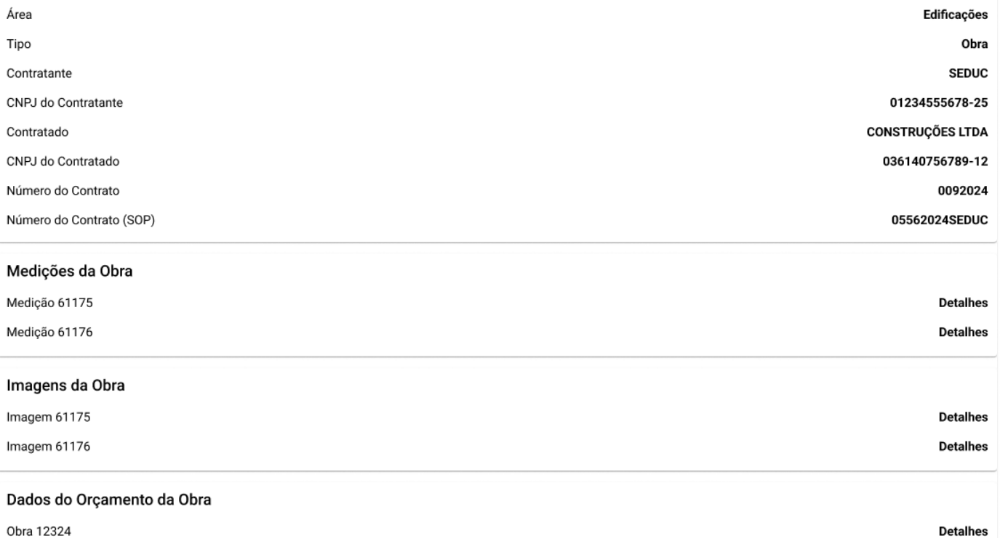 Área Edificações
Tipo Obra
Contratante SEDUC
CNPJ do Contratante 01234555678-25
Contratado CONSTRUÇÕES LTDA
CNPJ do Contratado 036140756789-12
Número do Contrato 0092024
Número do Contrato (SOP) 05562024SEDUC
Medições da Obra
Medição 61175 Detalhes
Medição 61176 Detalhes
Imagens da Obra
Imagem 61175 Detalhes
Imagem 61176 Detalhes
Dados do Orçamento da Obra
Obra 12324 Detalhes